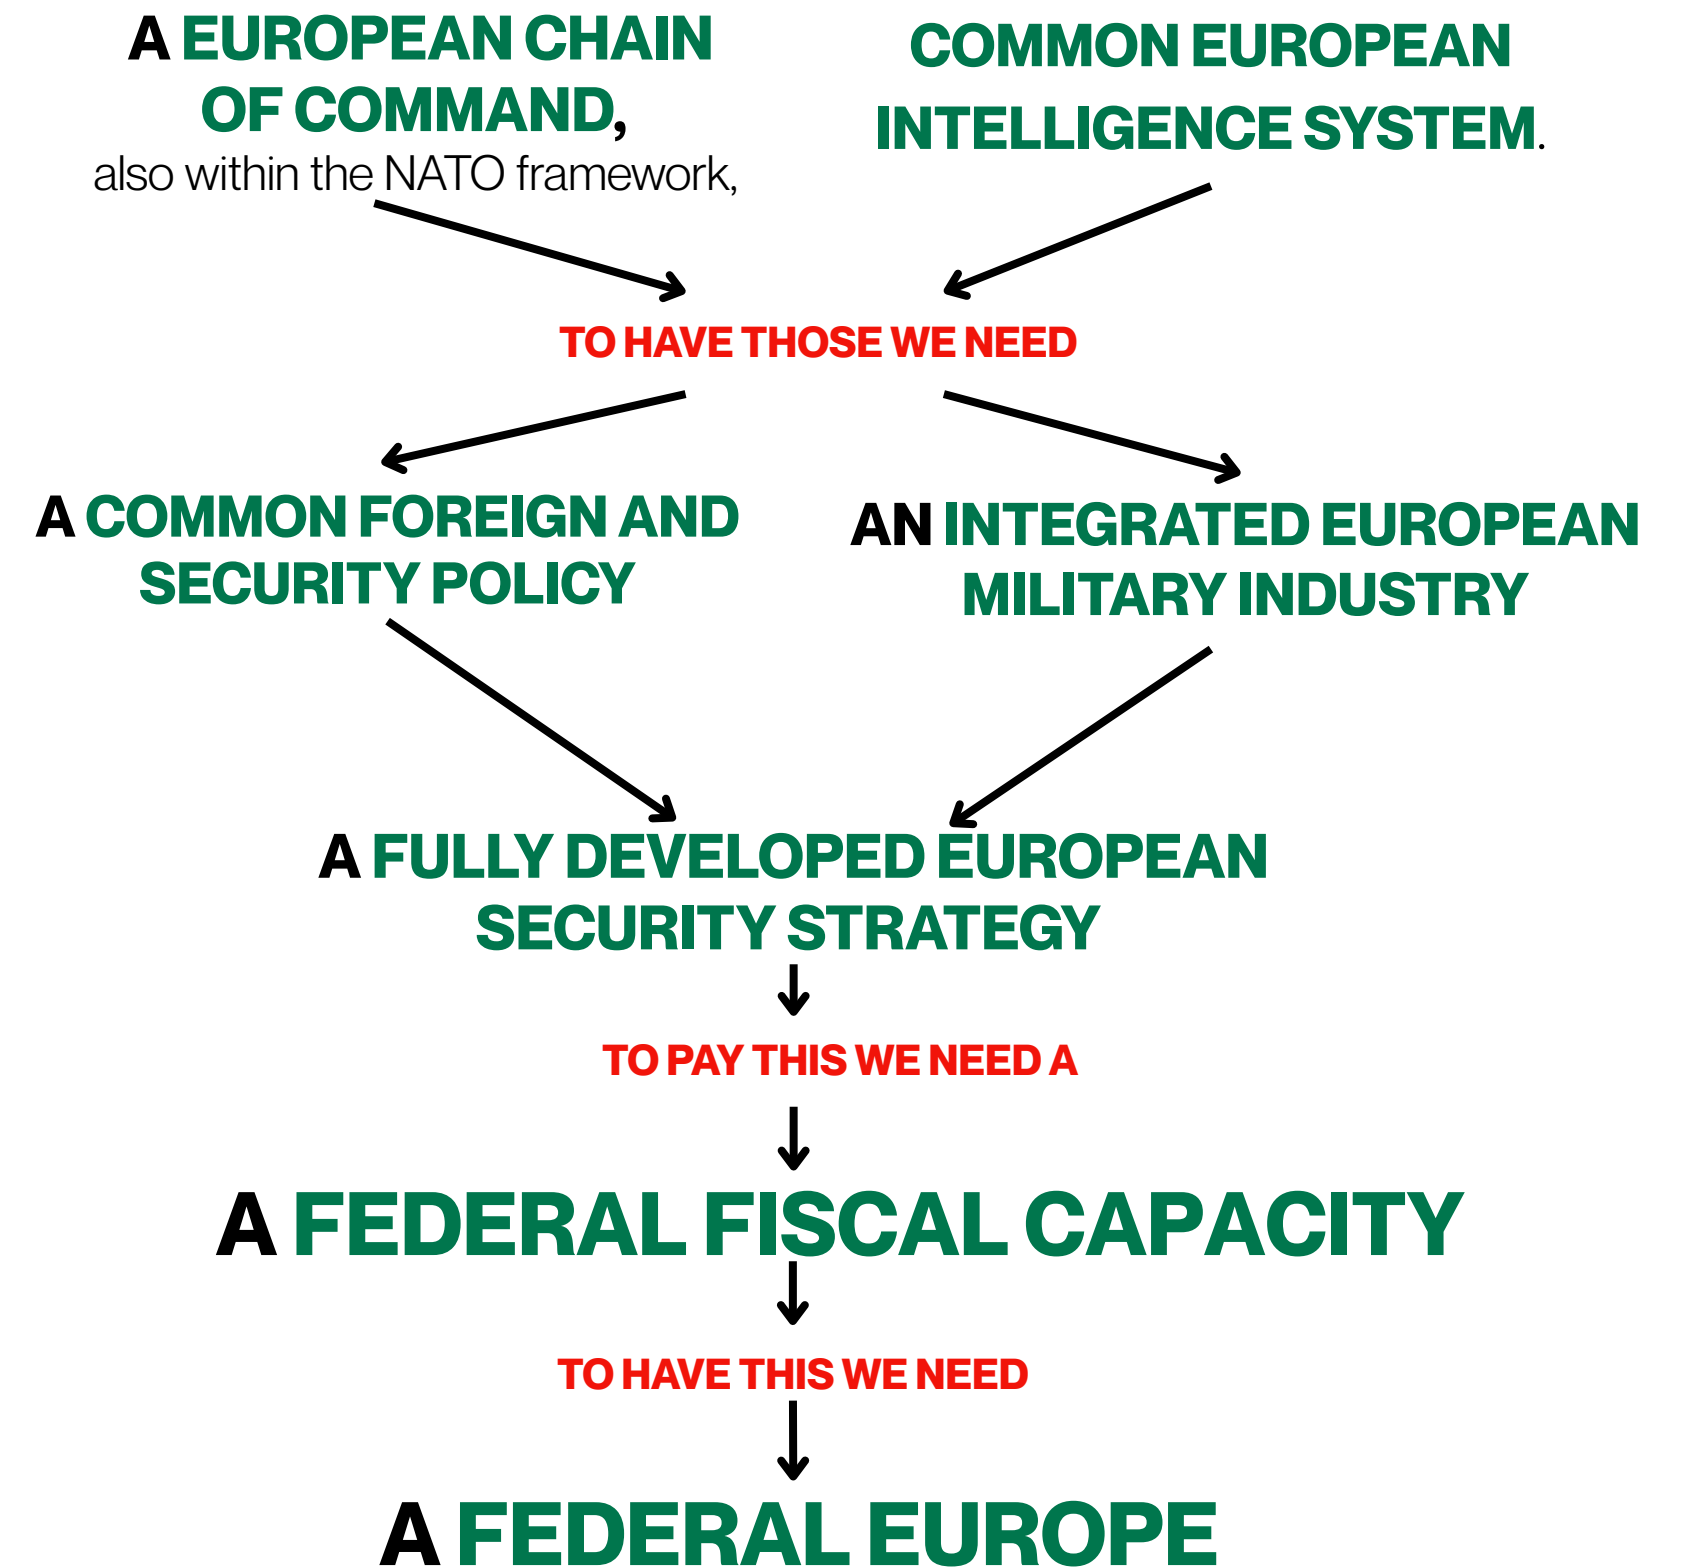 A EUROPEAN CHAIN
OF COMMAND,
also within the NATO framework,
COMMON EUROPEAN
INTELLIGENCE SYSTEM.
TO HAVE THOSE WE NEED
A COMMON FOREIGN AND
SECURITY POLICY
AN INTEGRATED EUROPEAN
MILITARY INDUSTRY
A FULLY DEVELOPED EUROPEAN
SECURITY STRATEGY
TO PAY THIS WE NEED A
A FEDERAL FISCAL CAPACITY
TO HAVE THIS WE NEED
A FEDERAL EUROPE